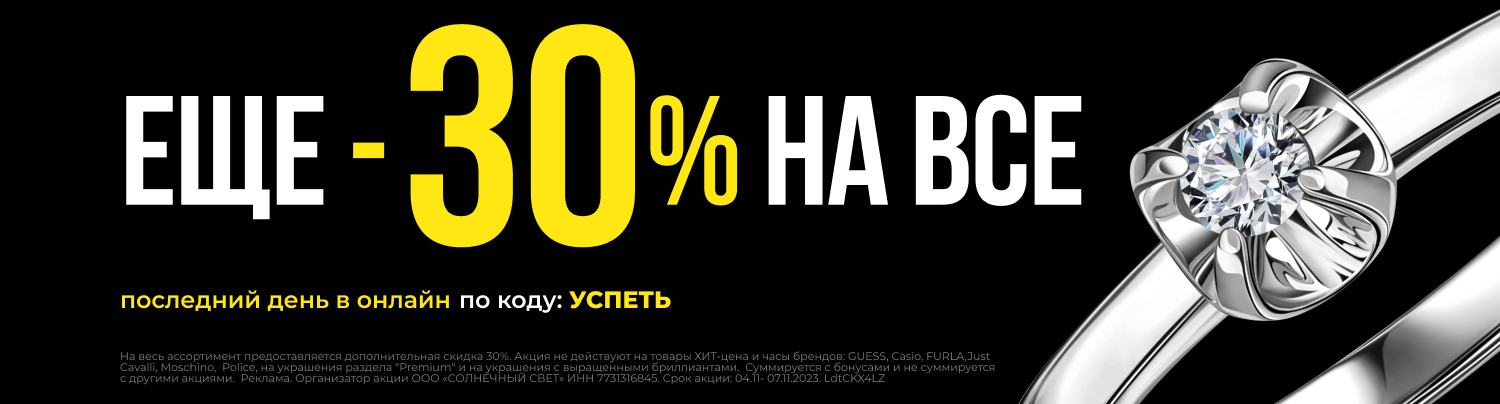 ЕЩЕ -30% НА ВСЕ
последний день в онлайн по коду: УСПЕТЬ
На весь ассортимент предоставляется дополнительная скидка 30%. Акция не действуют на товары ХИТ-цена и часы брендов: GUESS, Casio, FURLA,Just
Cavalli, Moschino, Police, на украшения раздела "Premium" и на украшения с выращенными бриллиантами. Суммируется с бонусами и не суммируется
с другими акциями. Реклама. Организатор акции ООО «СОЛНЕЧНЫЙ СВЕТ» ИНН 7731316845. Срок акции: 04.11- 07.11.2023. LdtCKX4LZ